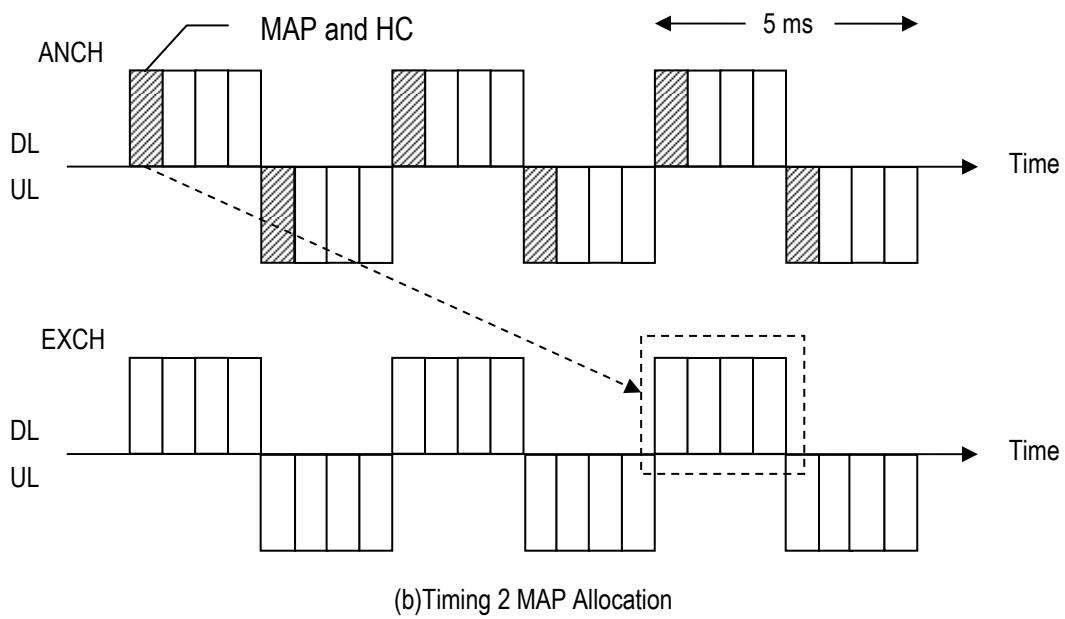 MAP and HC
5 ms
ANCH
DL
UL
Time
EXCH
DL
UL
Time
(b)Timing 2 MAP Allocation